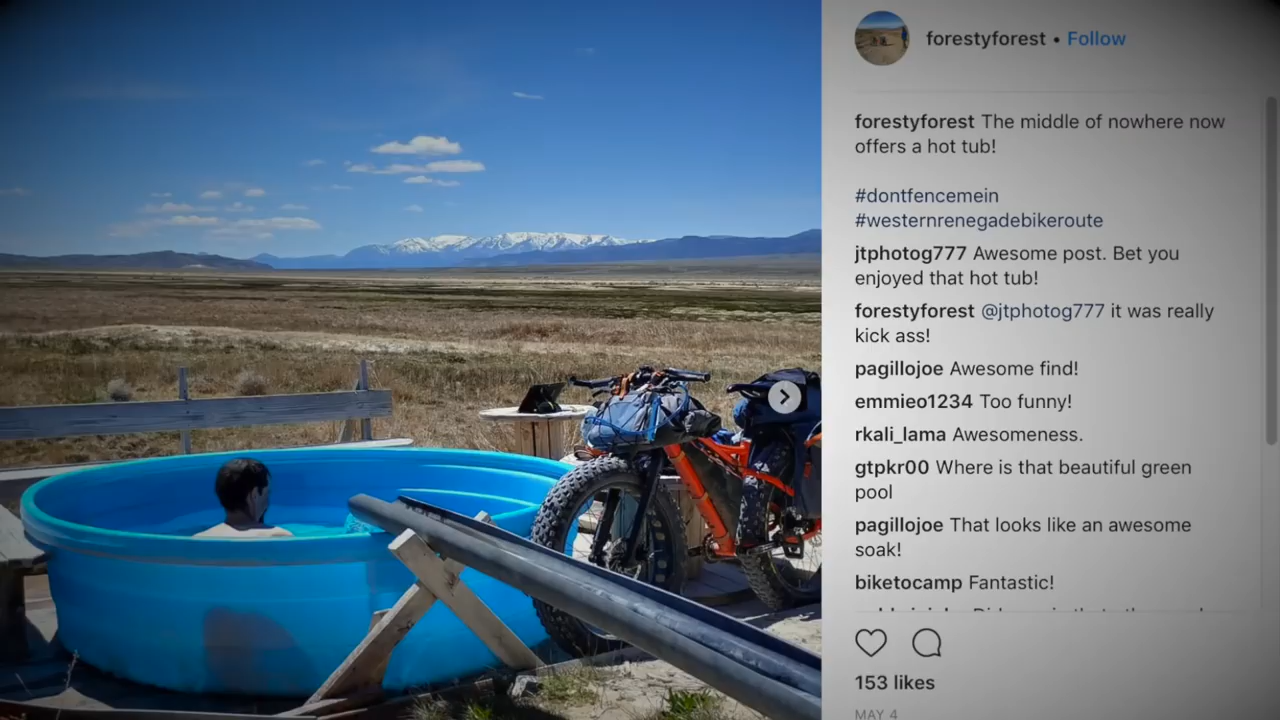 forestyforest • Follow
forestyforest The middle of nowhere now
offers a hot tub!
#dontfencemein
#westernrenegadebikeroute
jtphotog777 Awesome post. Bet you
enjoyed that hot tub!
forestyforest @jtphotog777 it was really
kick ass!
pagillojoe Awesome find!
emmieo1234 Too funny!
rkali_lama Awesomeness.
gtpkr00 Where is that beautiful green
pool
pagillojoe That looks like an awesome
soak!
biketocamp Fantastic!
153 likes
MAY 4